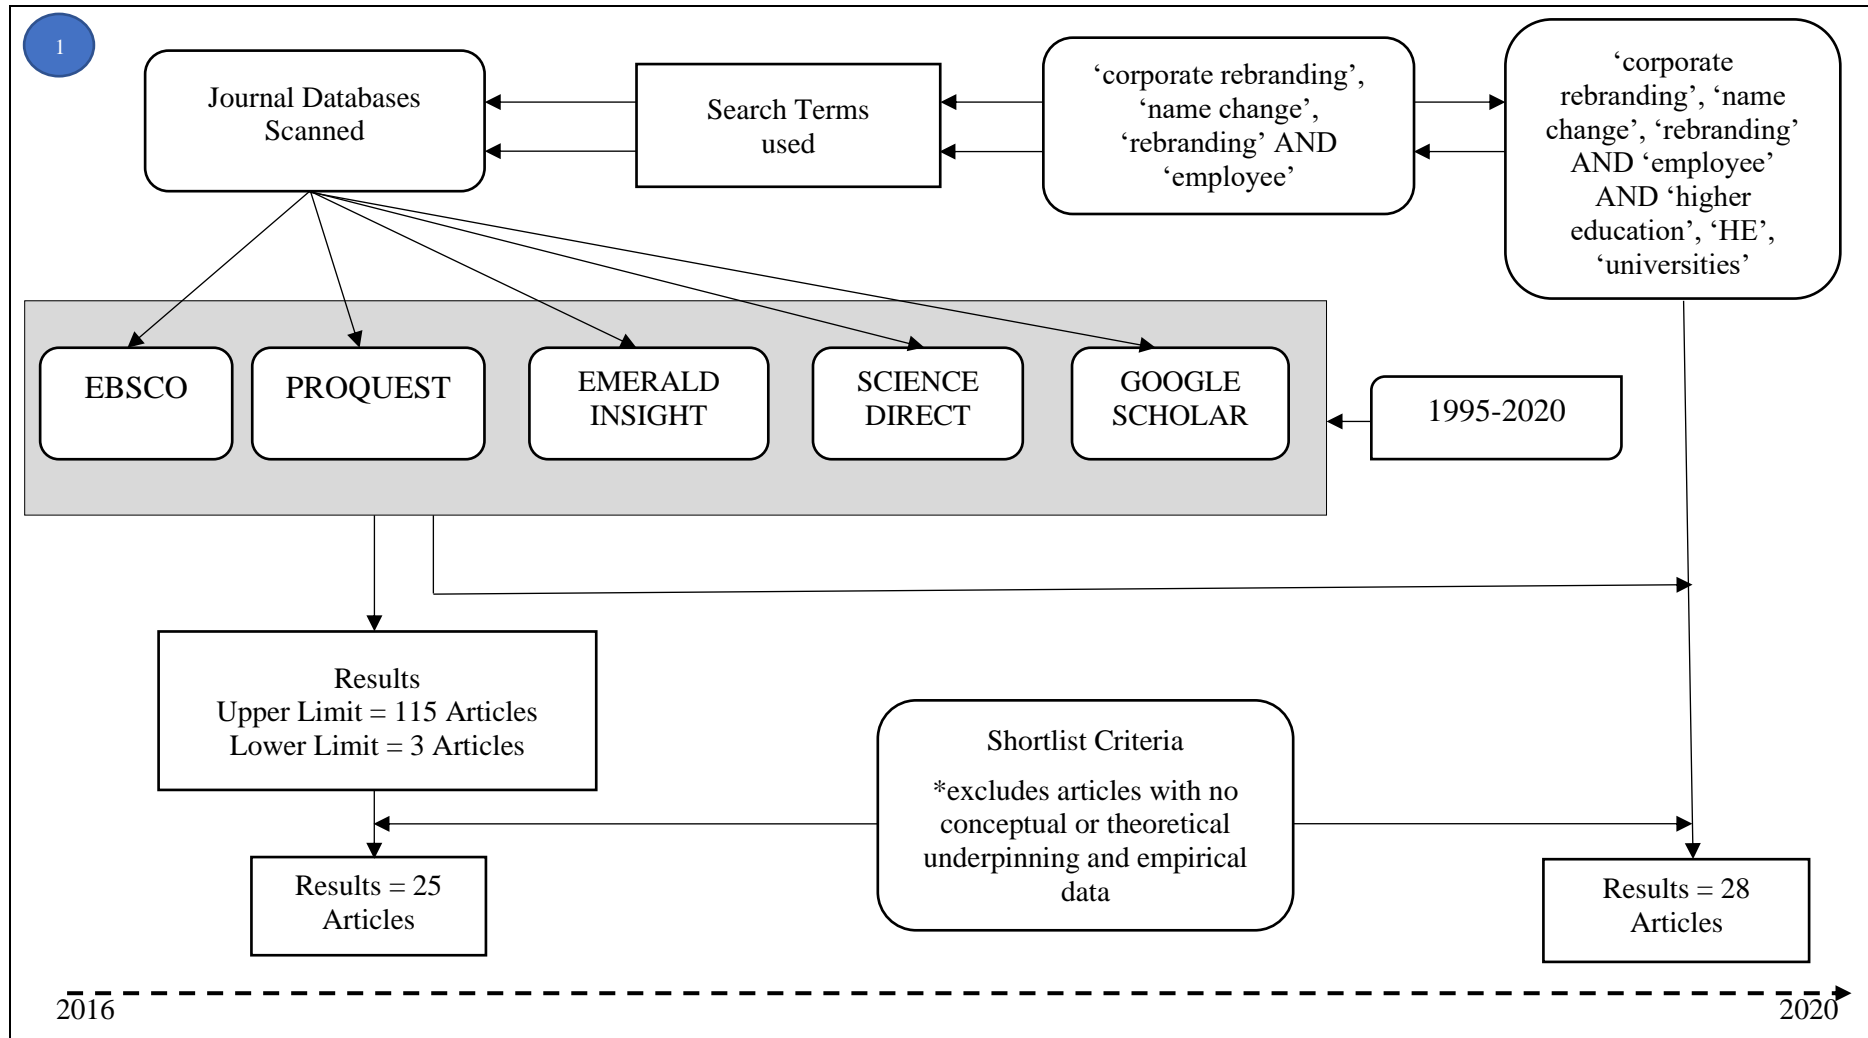 1
Journal Databases
Scanned
Search Terms
used
‘corporate rebranding’,
‘name change’,
‘rebranding’ AND
‘employee’
‘corporate
rebranding’, ‘name
change’, ‘rebranding’
AND ‘employee’
AND ‘higher
education’, ‘HE’,
‘universities’
EBSCO
PROQUEST
EMERALD
INSIGHT
SCIENCE
DIRECT
GOOGLE
SCHOLAR
1995-2020
Results
Upper Limit = 115 Articles
Lower Limit = 3 Articles
Shortlist Criteria
*excludes articles with no
conceptual or theoretical
underpinning and empirical
data
Results = 25
Articles
Results = 28
Articles
2016
2020